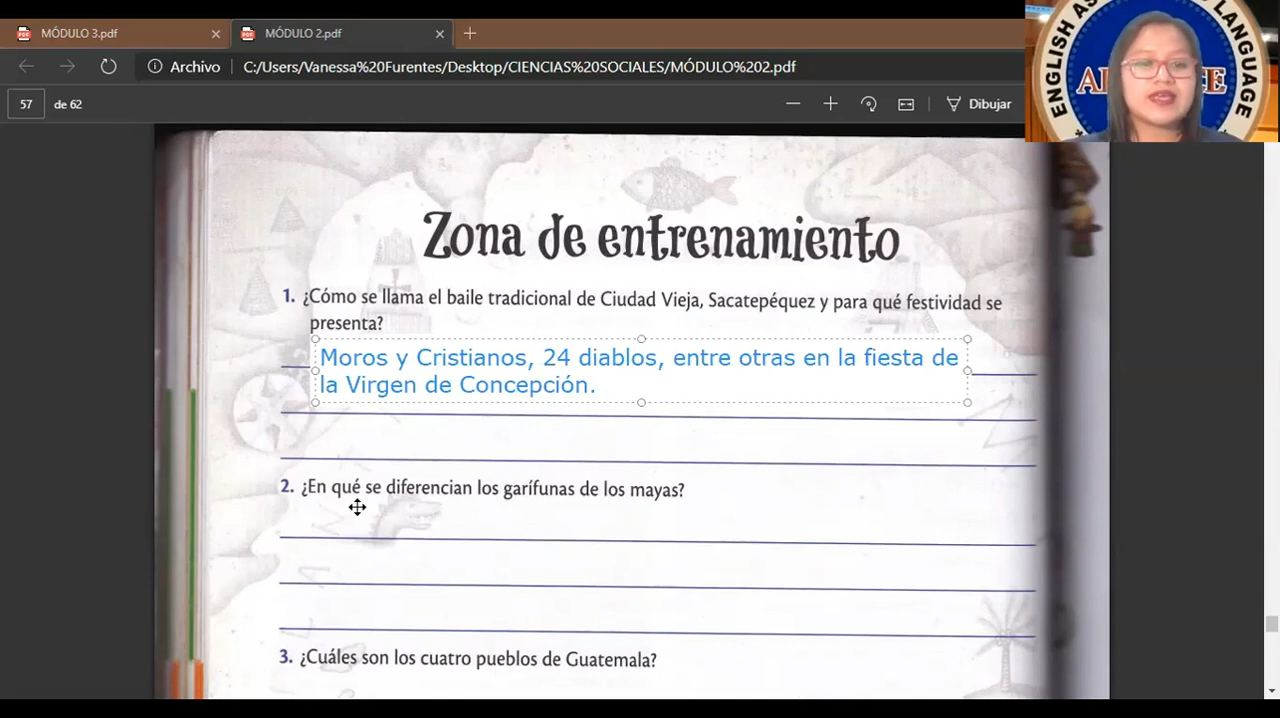 MÓDULO 3.pdf
MÓDULO 2.pdf
Archivo
C:/Users/Vanessa%20Furentes/Desktop/CIENCIAS%20SOCIALES/MÓDULO%202.pdf
57 de 62
Dibujar
ENGLISH AS
LANGUAGE
Zona de entrenamiento
1. ¿Cómo se llama el baile tradicional de Ciudad Vieja, Sacatepéquez y para qué festividad se
presenta?
Moros y Cristianos, 24 diablos, entre otras en la fiesta de
la Virgen de Concepción.
2. ¿En qué se diferencian los garífunas de los mayas?
3. ¿Cuáles son los cuatro pueblos de Guatemala?